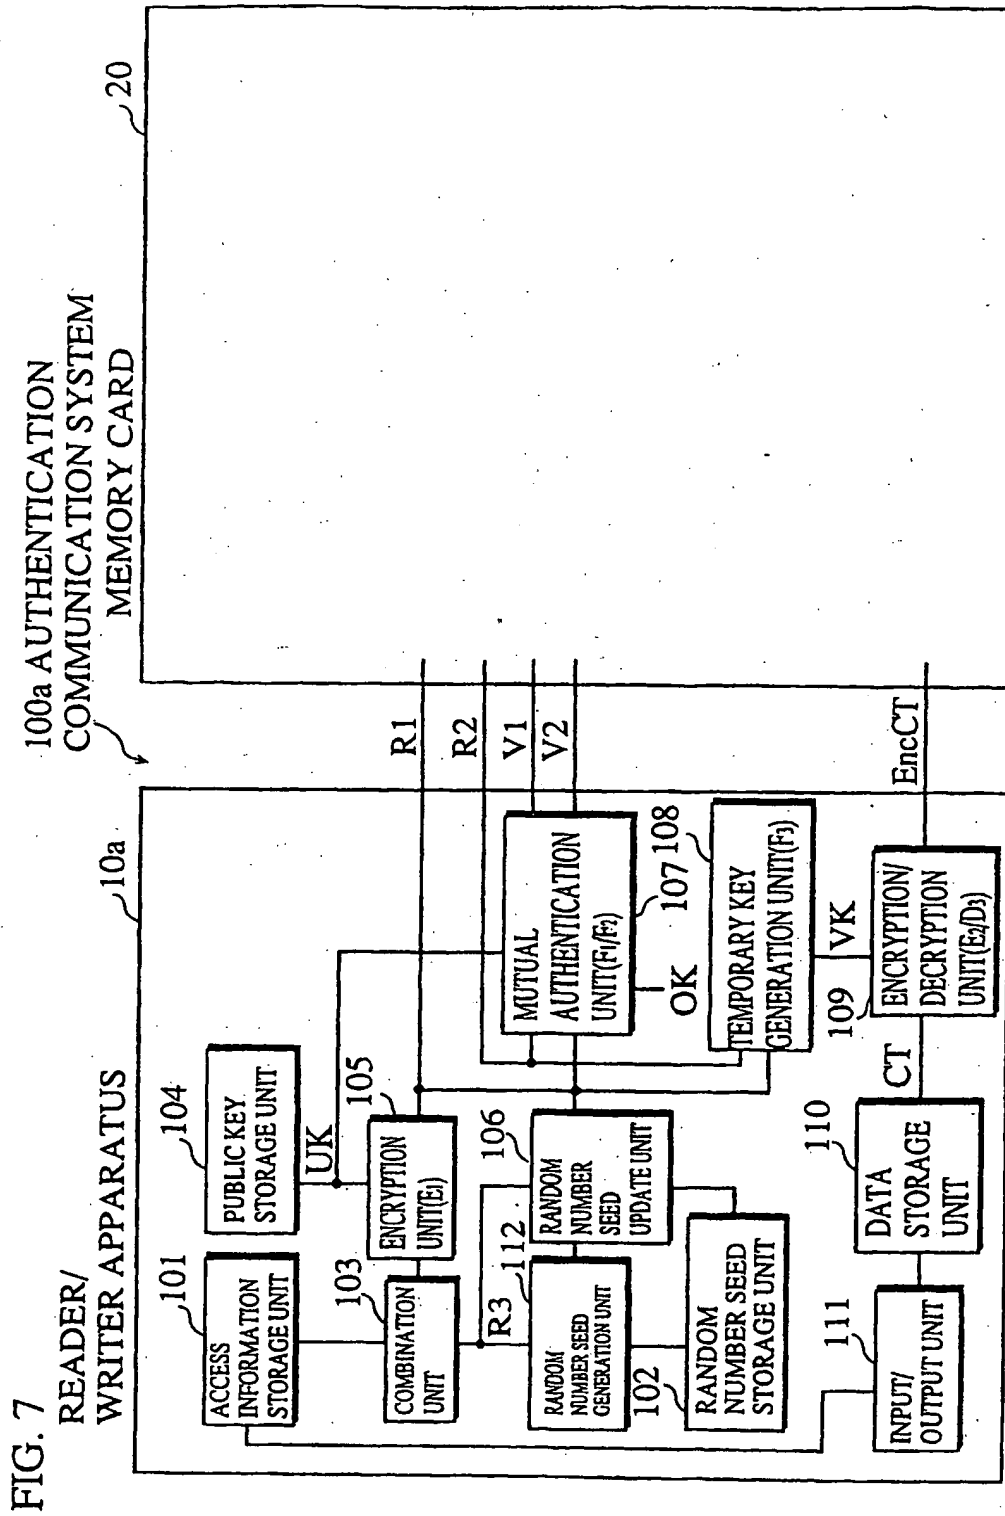 FIG. 7
100a AUTHENTICATION
COMMUNICATION SYSTEM
READER/
WRITER APPARATUS
10a
MEMORY CARD
20
101
ACCESS
INFORMATION
STORAGE UNIT
104
PUBLIC KEY
STORAGE UNIT
UK
103
COMBINATION
UNIT
105
ENCRYPTION
UNIT(E1)
R1
R2
V1
V2
R3
112
RANDOM
NUMBER SEED
GENERATION UNIT
106
RANDOM
NUMBER
SEED
UPDATE UNIT
MUTUAL
AUTHENTICATION
UNIT(F1/F2)
107
OK
102
RANDOM
NUMBER SEED
STORAGE UNIT
108
TEMPORARY KEY
GENERATION UNIT(F3)
VK
111
INPUT/
OUTPUT UNIT
110
DATA
STORAGE
UNIT
CT
109
ENCRYPTION/
DECRYPTION
UNIT(E2/D3)
EncCT